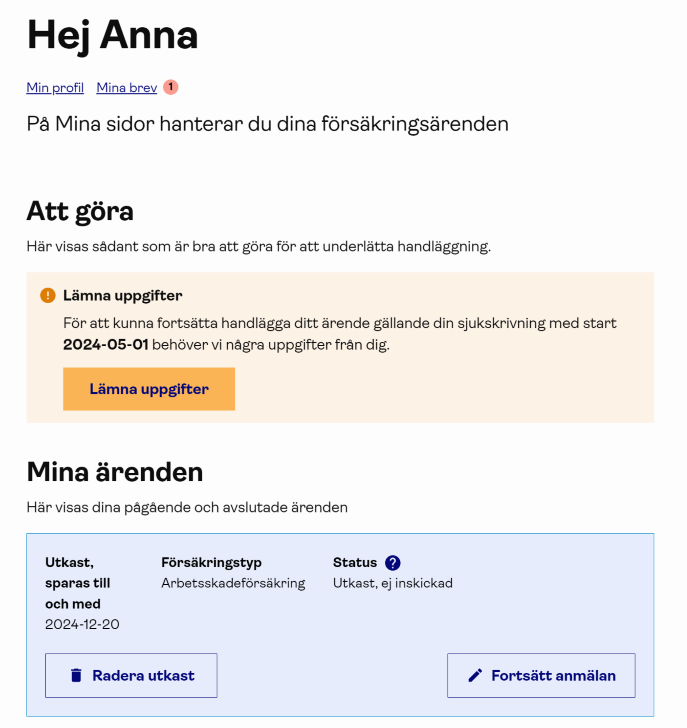 Hej Anna
Min profil Mina brev 1
På Mina sidor hanterar du dina försäkringsärenden
Att göra
Här visas sådant som är bra att göra för att underlätta handläggning.
Lämna uppgifter
För att kunna fortsätta handlägga ditt ärende gällande din sjukskrivning med start
2024-05-01 behöver vi några uppgifter från dig.
Lämna uppgifter
Mina ärenden
Här visas dina pågående och avslutade ärenden
Utkast,
sparas till
och med
2024-12-20
Försäkringstyp
Arbetsskadeförsäkring
Status ?
Utkast, ej inskickad
Radera utkast
Fortsätt anmälan